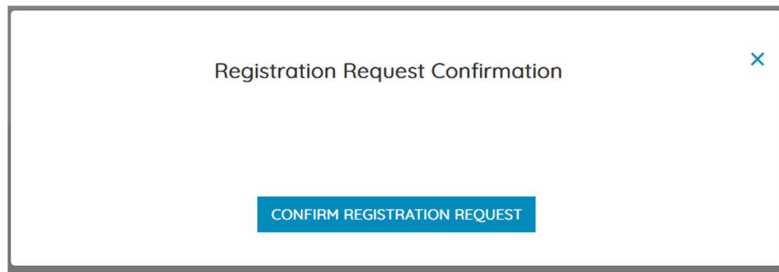 Registration Request Confirmation
CONFIRM REGISTRATION REQUEST